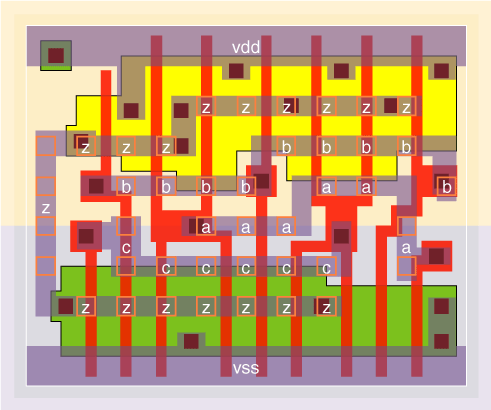 vdd
z z z z z z
z z z b b b b
b b b b a a b
z a a a
c a
c c c c c
z z z z z z z
vss